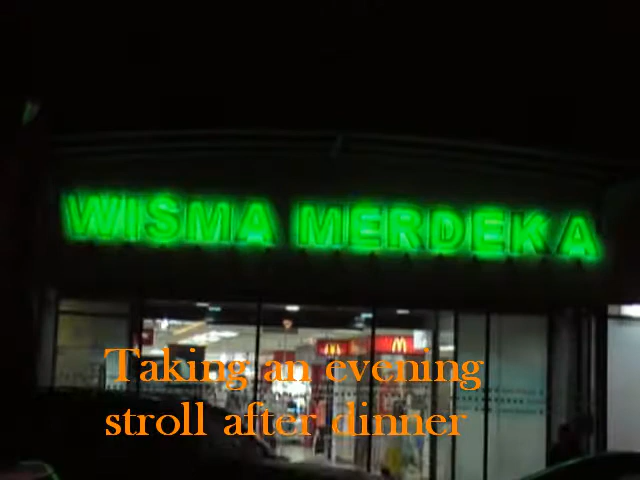 WISMA MERDEKA
Taking an evening
stroll after dinner